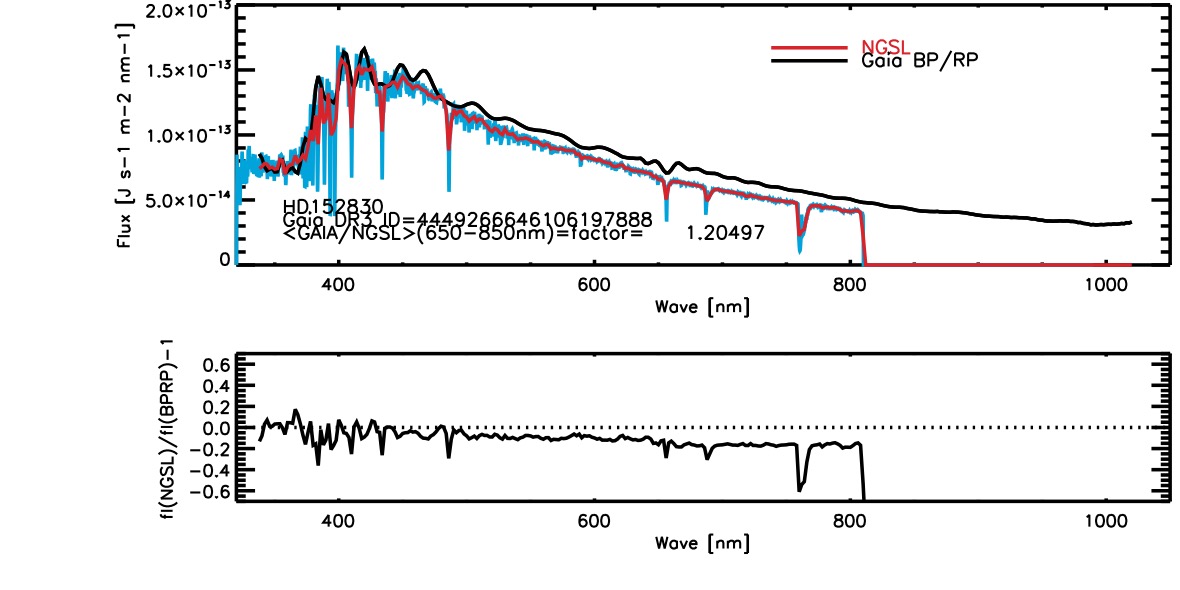 2.0×10−13
1.5×10−13
1.0×10−13
5.0×10−14
0
Flux [J s−1 m−2 nm−1]
NGSL
Gaia BP/RP
HD152830
Gaia DR3 ID=4449266646106197888
<GAIA/NGSL>(650−850nm)=factor= 1.20497
400 600 800 1000
Wave [nm]
fl(NGSL)/fl(BPRP)−1
0.6
0.4
0.2
0.0
−0.2
−0.4
−0.6
400 600 800 1000
Wave [nm]